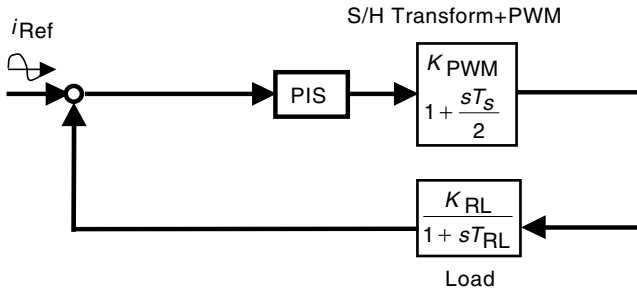 S/H Transform+PWM
iRef
PIS
KPWM
1 + sTs
2
KRL
1 + sTRL
Load